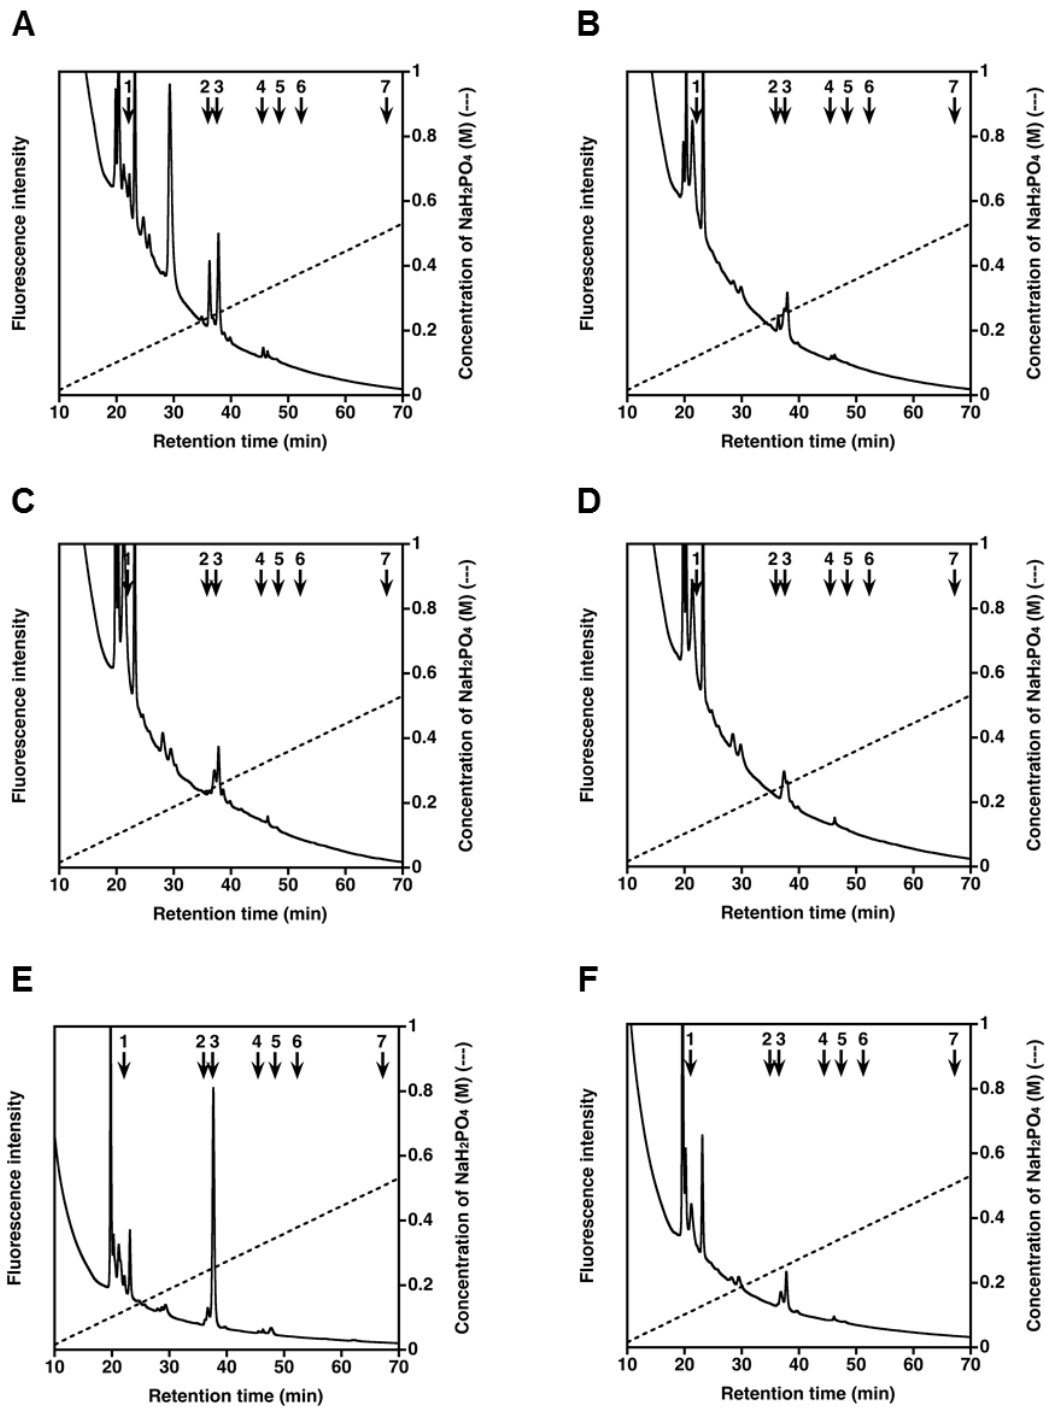 A
1 2 3 4 5 6 7
1
0.8
0.6
0.4
0.2
0
10 20 30 40 50 60 70
Fluorescence intensity
Concentration of NaH₂PO₄ (M) (---)
Retention time (min)
B
1 2 3 4 5 6 7
1
0.8
0.6
0.4
0.2
0
10 20 30 40 50 60 70
Fluorescence intensity
Concentration of NaH₂PO₄ (M) (---)
Retention time (min)
C
1 2 3 4 5 6 7
1
0.8
0.6
0.4
0.2
0
10 20 30 40 50 60 70
Fluorescence intensity
Concentration of NaH₂PO₄ (M) (---)
Retention time (min)
D
1 2 3 4 5 6 7
1
0.8
0.6
0.4
0.2
0
10 20 30 40 50 60 70
Fluorescence intensity
Concentration of NaH₂PO₄ (M) (---)
Retention time (min)
E
1 2 3 4 5 6 7
1
0.8
0.6
0.4
0.2
0
10 20 30 40 50 60 70
Fluorescence intensity
Concentration of NaH₂PO₄ (M) (---)
Retention time (min)
F
1 2 3 4 5 6 7
1
0.8
0.6
0.4
0.2
0
10 20 30 40 50 60 70
Fluorescence intensity
Concentration of NaH₂PO₄ (M) (---)
Retention time (min)